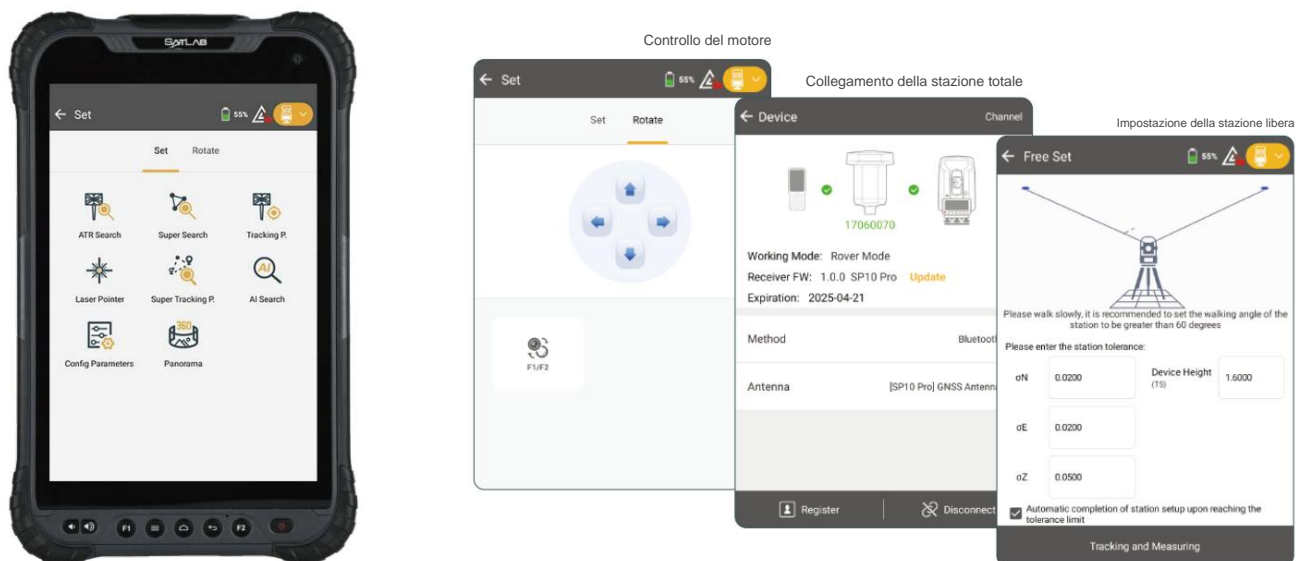 SATLAB
Set
55%
Set Rotate
ATR Search Super Search Tracking P.
Laser Pointer Super Tracking P. AI AI Search
360
Config Parameters Panorama
F1 F2
Controllo del motore
Set 55%
Set Rotate
F1/F2
Collegamento della stazione totale
Device Channel
17060070
Working Mode: Rover Mode
Receiver FW: 1.0.0 SP10 Pro Update
Expiration: 2025-04-21
Method Bluetooth
Antenna [SP10 Pro] GNSS Antenna
Register Disconnect
Impostazione della stazione libera
Free Set 55%
Please walk slowly, it is recommended to set the walking angle of the
station to be greater than 60 degrees
Please enter the station tolerance:
σN 0.0200 Device Height 1.6000
(TS)
σE 0.0200
σZ 0.0500
Automatic completion of station setup upon reaching the
tolerance limit
Tracking and Measuring